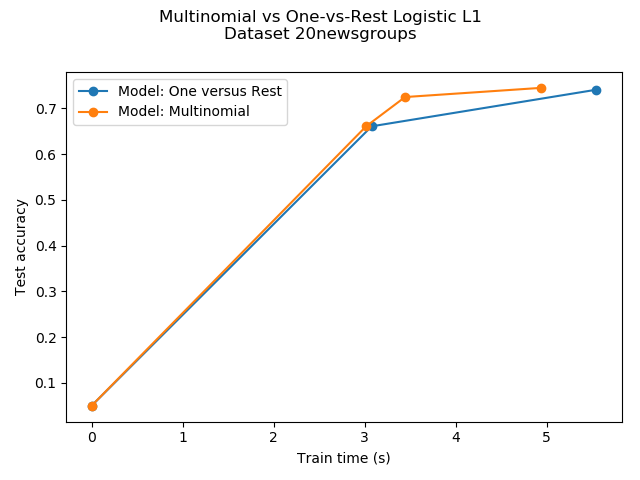 Multinomial vs One-vs-Rest Logistic L1
Dataset 20newsgroups
Model: One versus Rest
Model: Multinomial
0.7
0.6
0.5
0.4
0.3
0.2
0.1
Test accuracy
0 1 2 3 4 5
Train time (s)